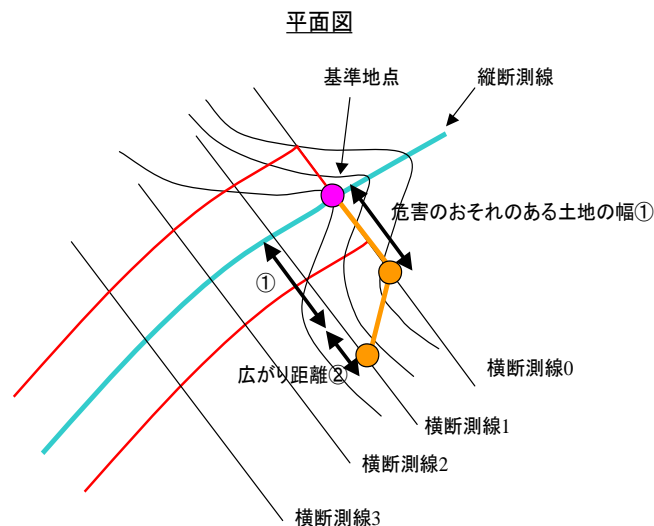 平面図
基準地点
縦断測線
危害のおそれのある土地の幅①
①
広がり距離②
横断測線0
横断測線1
横断測線2
横断測線3